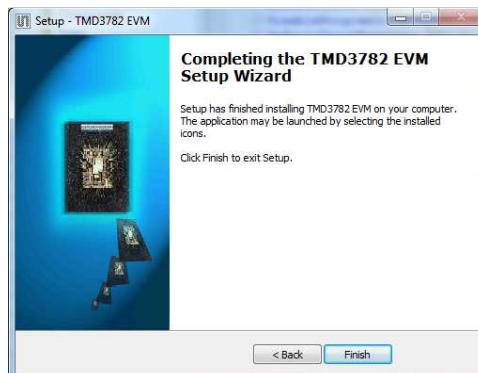 Setup - TMD3782 EVM
Completing the TMD3782 EVM
Setup Wizard
Setup has finished installing TMD3782 EVM on your computer.
The application may be launched by selecting the installed
icons.
Click Finish to exit Setup.
< Back
Finish